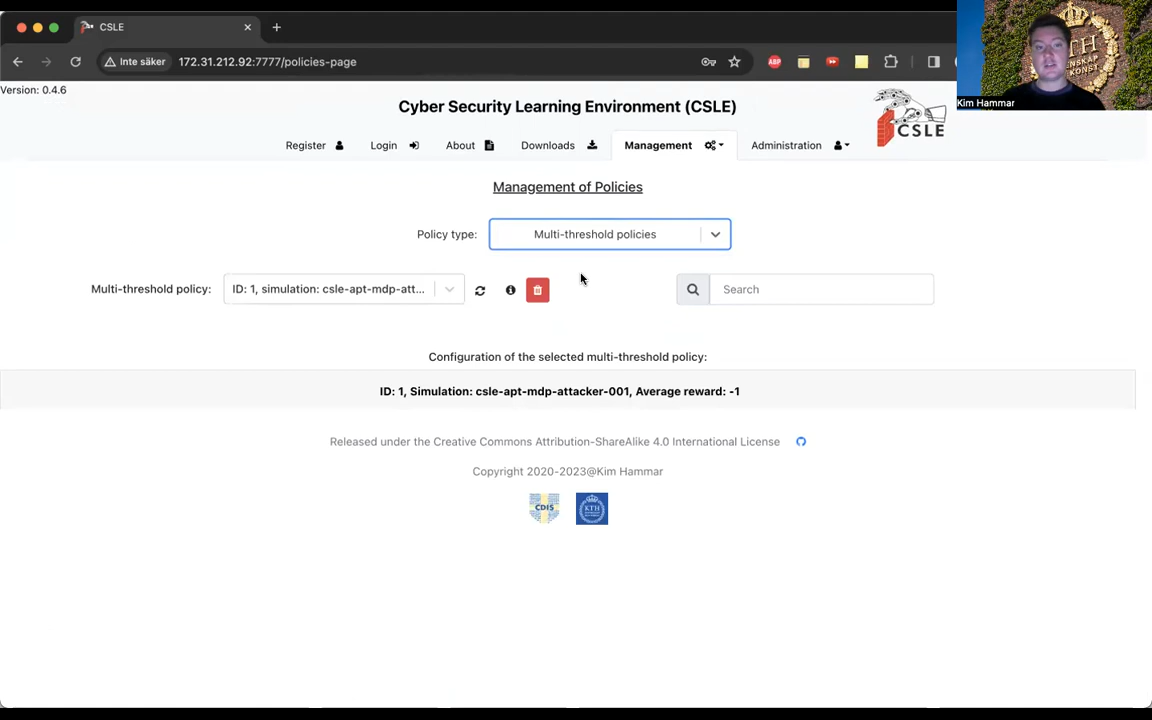 CSLE
Inte säker
172.31.212.92:7777/policies-page
ABP
Version: 0.4.6
Cyber Security Learning Environment (CSLE)
CSLE
KTH
Kim Hammar
Register
Login
About
Downloads
Management
Administration
Management of Policies
Policy type:
Multi-threshold policies
Multi-threshold policy:
ID: 1, simulation: csle-apt-mdp-att...
Search
Configuration of the selected multi-threshold policy:
ID: 1, Simulation: csle-apt-mdp-attacker-001, Average reward: -1
Released under the Creative Commons Attribution-ShareAlike 4.0 International License
Copyright 2020-2023@Kim Hammar
CDIS
KTH